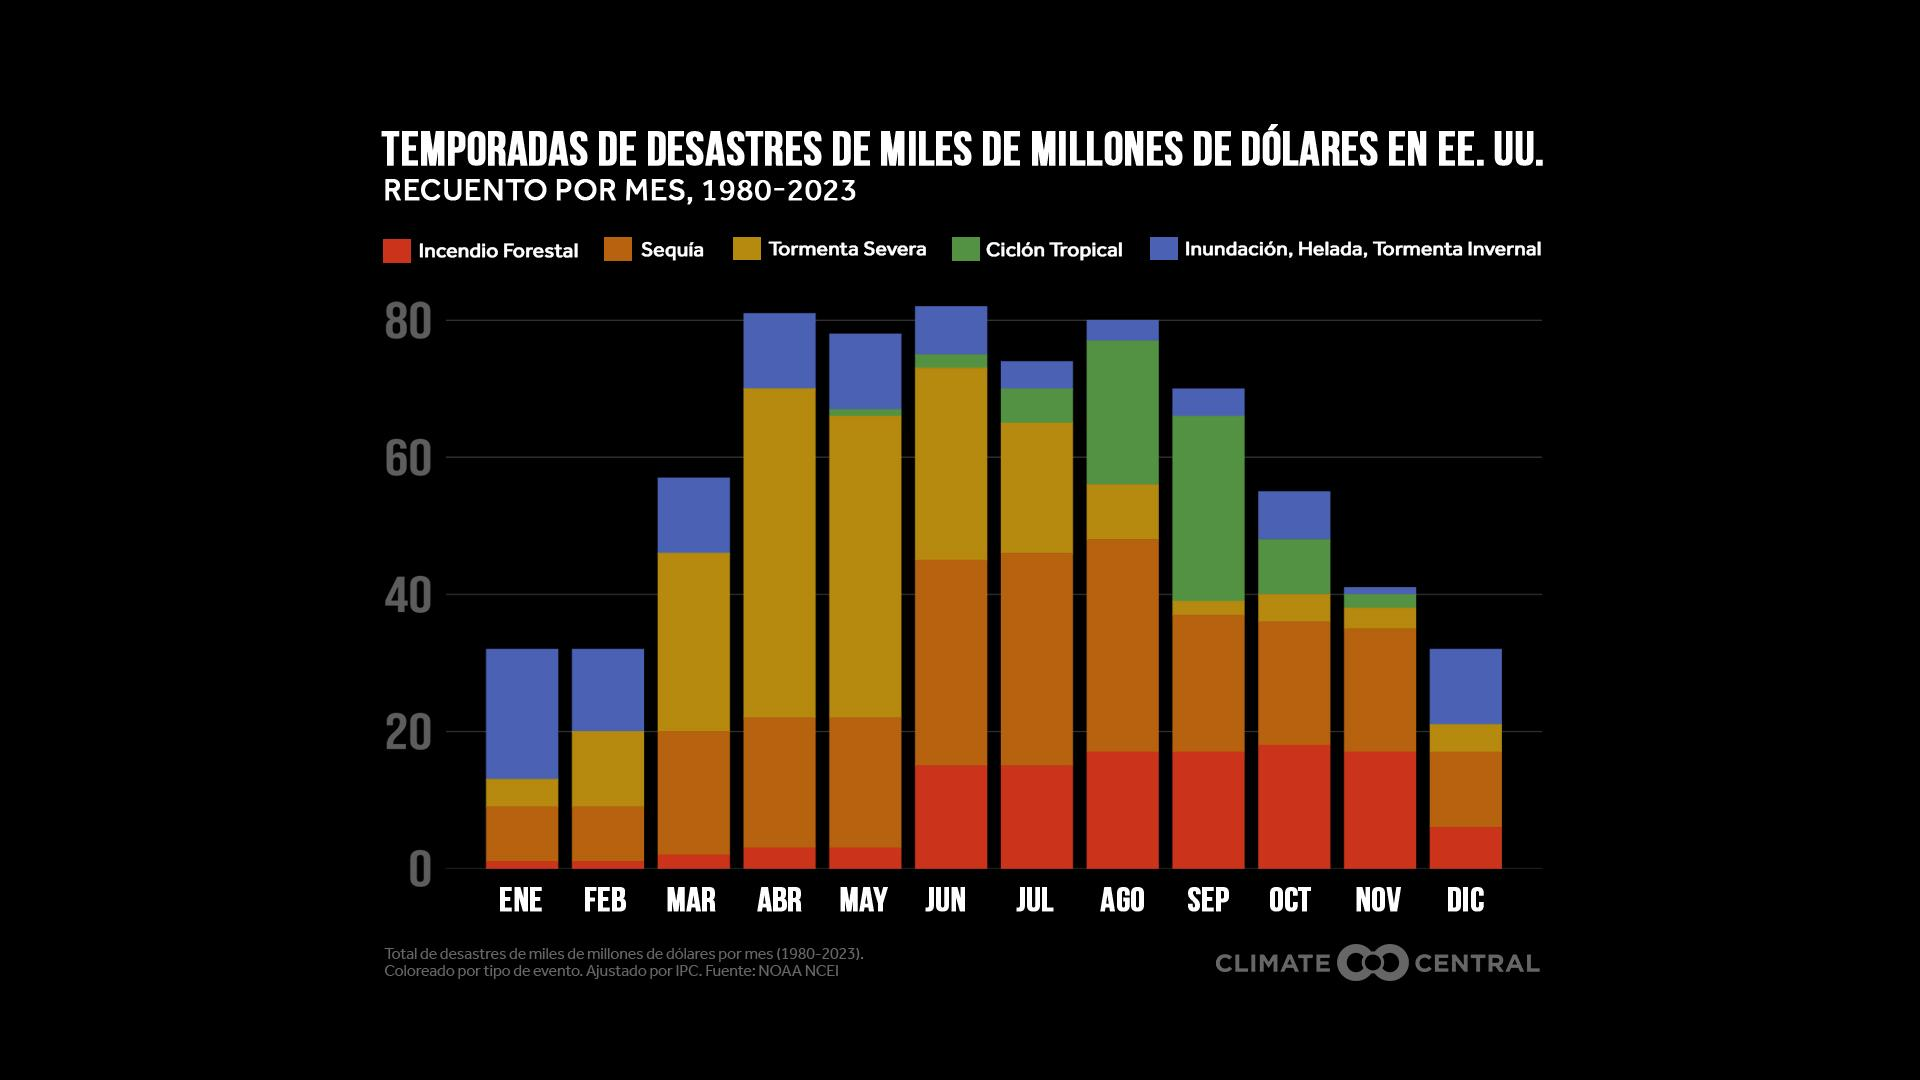 TEMPORADAS DE DESASTRES DE MILES DE MILLONES DE DÓLARES EN EE. UU.
RECUENTO POR MES, 1980-2023
Incendio Forestal Sequía Tormenta Severa Ciclón Tropical Inundación, Helada, Tormenta Invernal
80
60
40
20
0
ENE FEB MAR ABR MAY JUN JUL AGO SEP OCT NOV DIC
Total de desastres de miles de millones de dólares por mes (1980-2023).
Coloreado por tipo de evento. Ajustado por IPC. Fuente: NOAA NCEI
CLIMATE CENTRAL